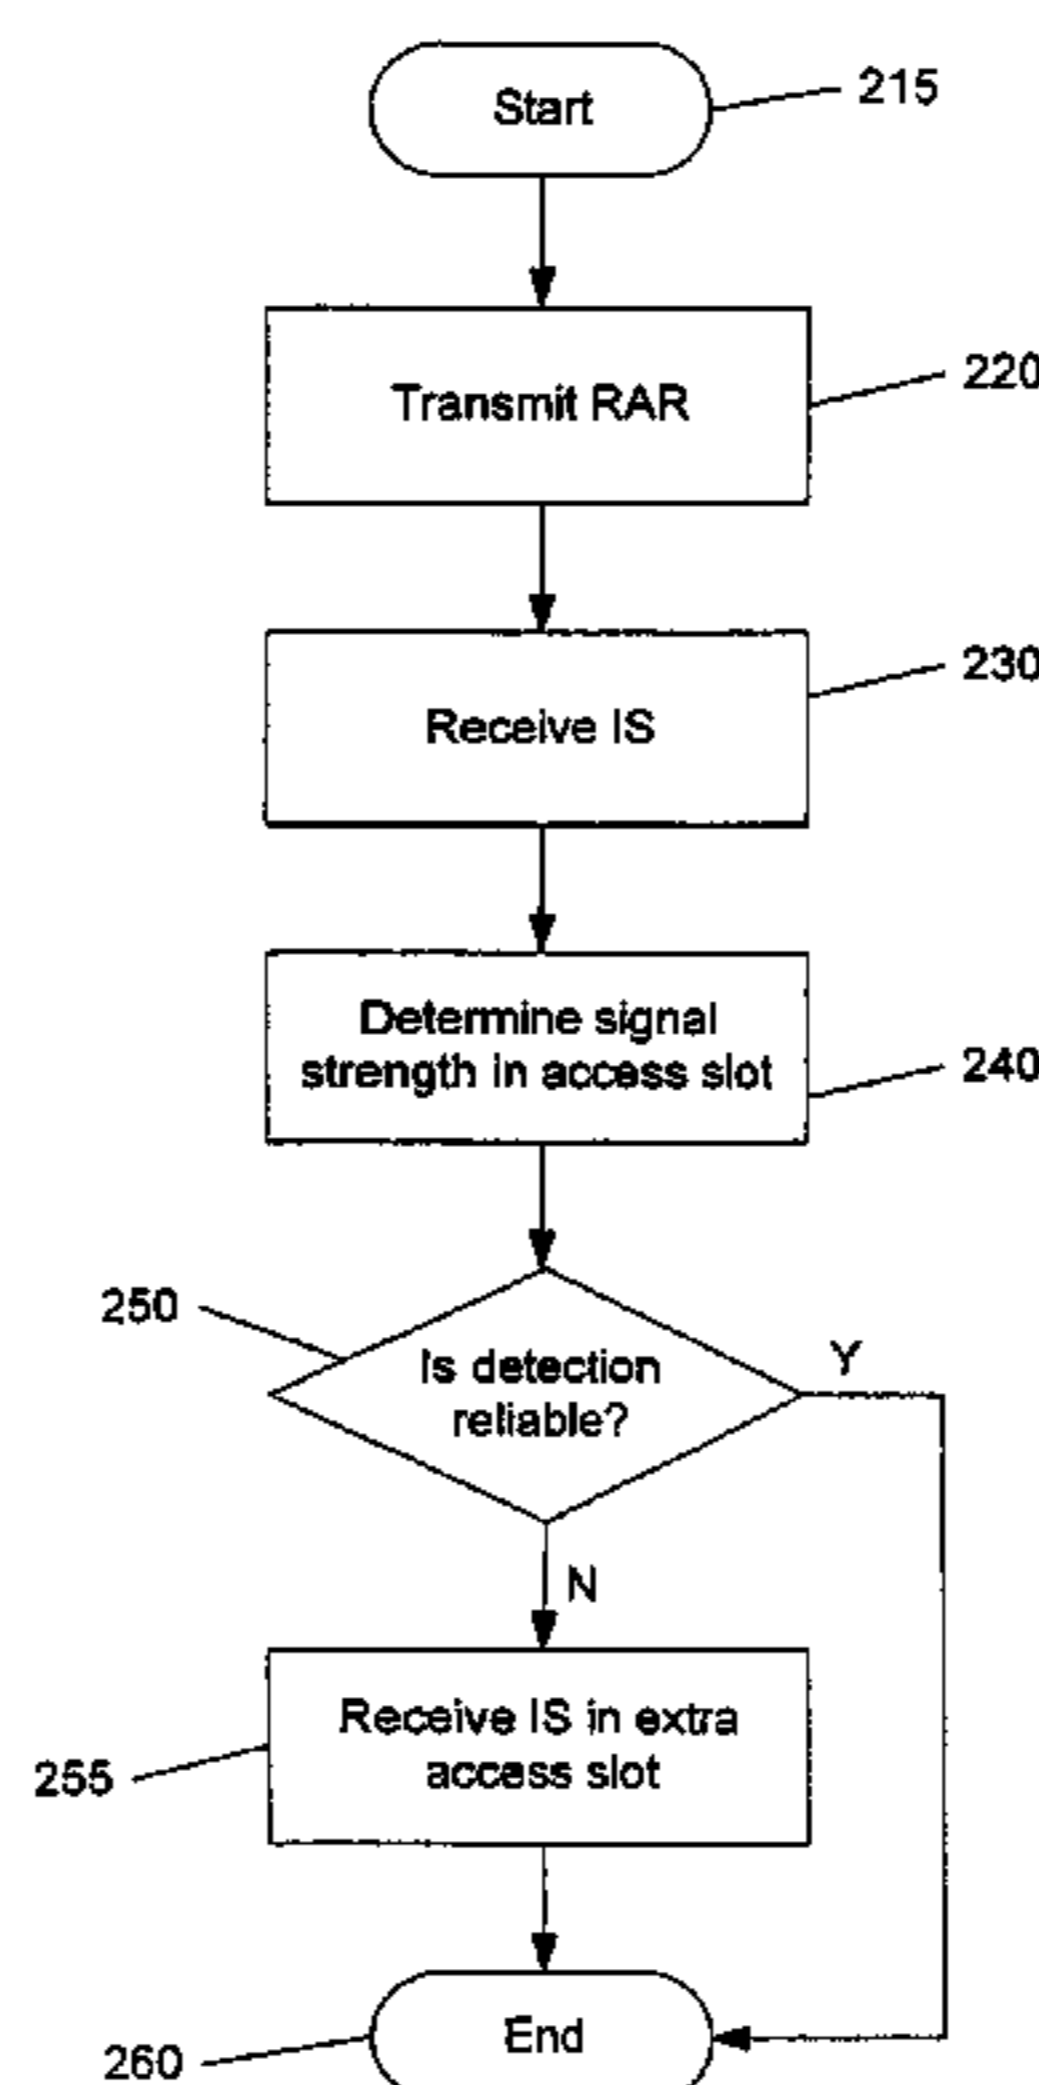 Start
215
Transmit RAR
220
Receive IS
230
Determine signal
strength in access slot
240
250
Is detection
reliable?
Y
N
Receive IS in extra
access slot
255
End
260